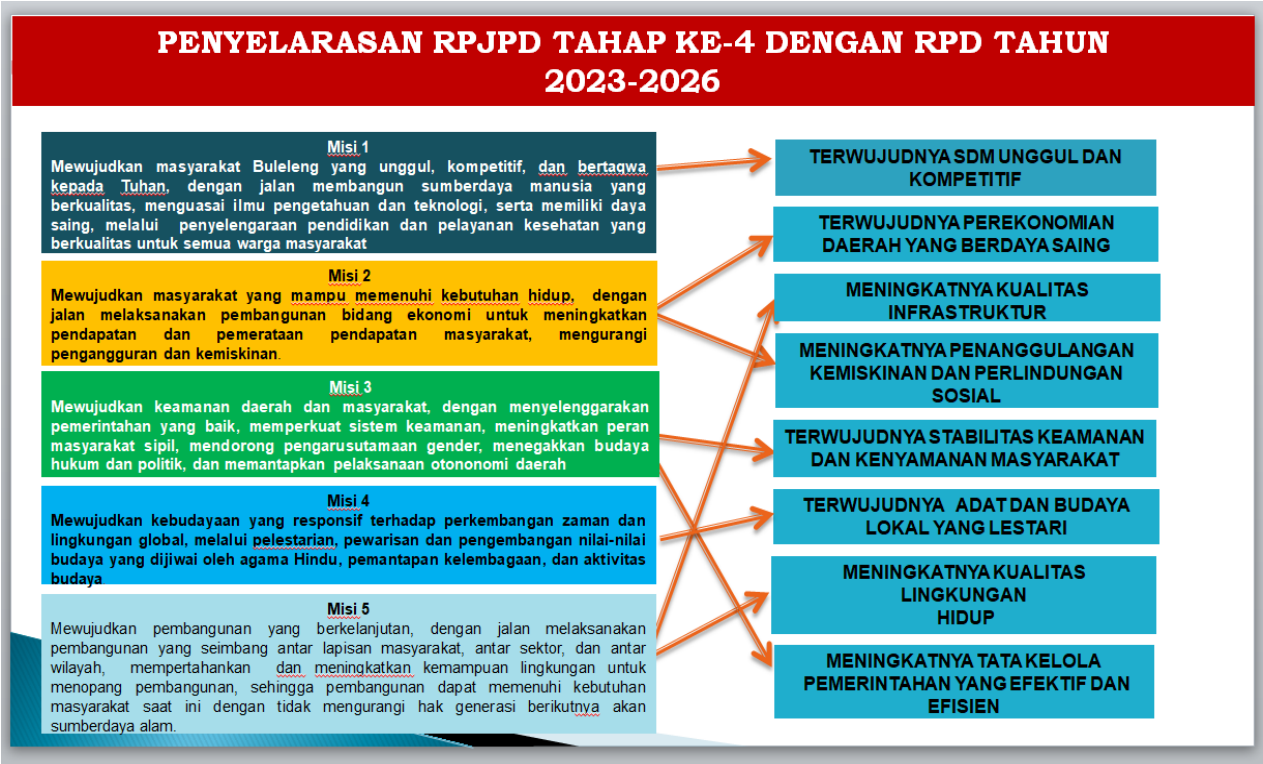 PENYELARASAN RPJPD TAHAP KE-4 DENGAN RPD TAHUN
2023-2026
Misi 1
Mewujudkan masyarakat Buleleng yang unggul, kompetitif, dan bertaqwa
kepada Tuhan, dengan jalan membangun sumberdaya manusia yang
berkualitas, menguasai ilmu pengetahuan dan teknologi, serta memiliki daya
saing, melalui penyelengaraan pendidikan dan pelayanan kesehatan yang
berkualitas untuk semua warga masyarakat
Misi 2
Mewujudkan masyarakat yang mampu memenuhi kebutuhan hidup, dengan
jalan melaksanakan pembangunan bidang ekonomi untuk meningkatkan
pendapatan dan pemerataan pendapatan masyarakat, mengurangi
pengangguran dan kemiskinan.
Misi 3
Mewujudkan keamanan daerah dan masyarakat, dengan menyelenggarakan
pemerintahan yang baik, memperkuat sistem keamanan, meningkatkan peran
masyarakat sipil, mendorong pengarusutamaan gender, menegakkan budaya
hukum dan politik, dan memantapkan pelaksanaan otononomi daerah
Misi 4
Mewujudkan kebudayaan yang responsif terhadap perkembangan zaman dan
lingkungan global, melalui pelestarian, pewarisan dan pengembangan nilai-nilai
budaya yang dijiwai oleh agama Hindu, pemantapan kelembagaan, dan aktivitas
budaya
Misi 5
Mewujudkan pembangunan yang berkelanjutan, dengan jalan melaksanakan
pembangunan yang seimbang antar lapisan masyarakat, antar sektor, dan antar
wilayah, mempertahankan dan meningkatkan kemampuan lingkungan untuk
menopang pembangunan, sehingga pembangunan dapat memenuhi kebutuhan
masyarakat saat ini dengan tidak mengurangi hak generasi berikutnya akan
sumberdaya alam.
TERWUJUDNYA SDM UNGGUL DAN
KOMPETITIF
TERWUJUDNYA PEREKONOMIAN
DAERAH YANG BERDAYA SAING
MENINGKATNYA KUALITAS
INFRASTRUKTUR
MENINGKATNYA PENANGGULANGAN
KEMISKINAN DAN PERLINDUNGAN
SOSIAL
TERWUJUDNYA STABILITAS KEAMANAN
DAN KENYAMANAN MASYARAKAT
TERWUJUDNYA ADAT DAN BUDAYA
LOKAL YANG LESTARI
MENINGKATNYA KUALITAS
LINGKUNGAN
HIDUP
MENINGKATNYA TATA KELOLA
PEMERINTAHAN YANG EFEKTIF DAN
EFISIEN